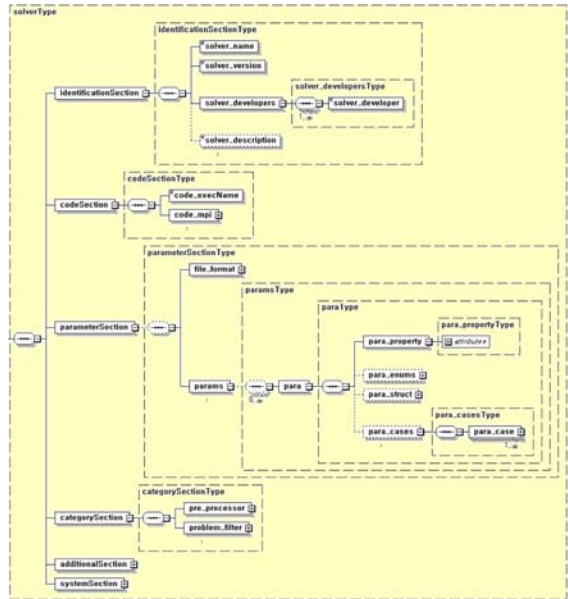 solverType
identificationSectionType
solver_name
solver_version
solver_developersType
identificationSection
solver_developers
solver_developer
solver_description
codeSectionType
code_execName
codeSection
code_mpi
parameterSectionType
file_format
paramsType
paraType
para_propertyType
parameterSection
para_property
attributes
params
para
para_enums
para_struct
para_casesType
para_cases
para_case
categorySectionType
pre_processor
categorySection
problem_filter
additionalSection
systemSection